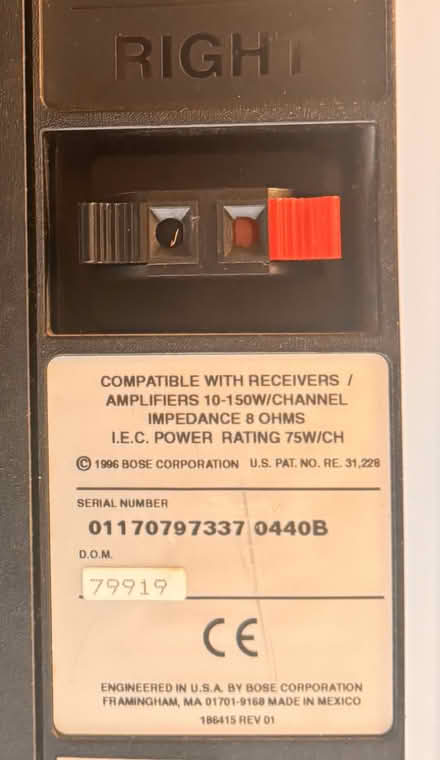 RIGHT
COMPATIBLE WITH RECEIVERS /
AMPLIFIERS 10-150W/CHANNEL
IMPEDANCE 8 OHMS
I.E.C. POWER RATING 75W/CH
© 1996 BOSE CORPORATION U.S. PAT. NO. RE. 31,228
SERIAL NUMBER
01170797337 0440B
D.O.M.
79919
CE
ENGINEERED IN U.S.A. BY BOSE CORPORATION
FRAMINGHAM, MA 01701-9168 MADE IN MEXICO
186415 REV 01